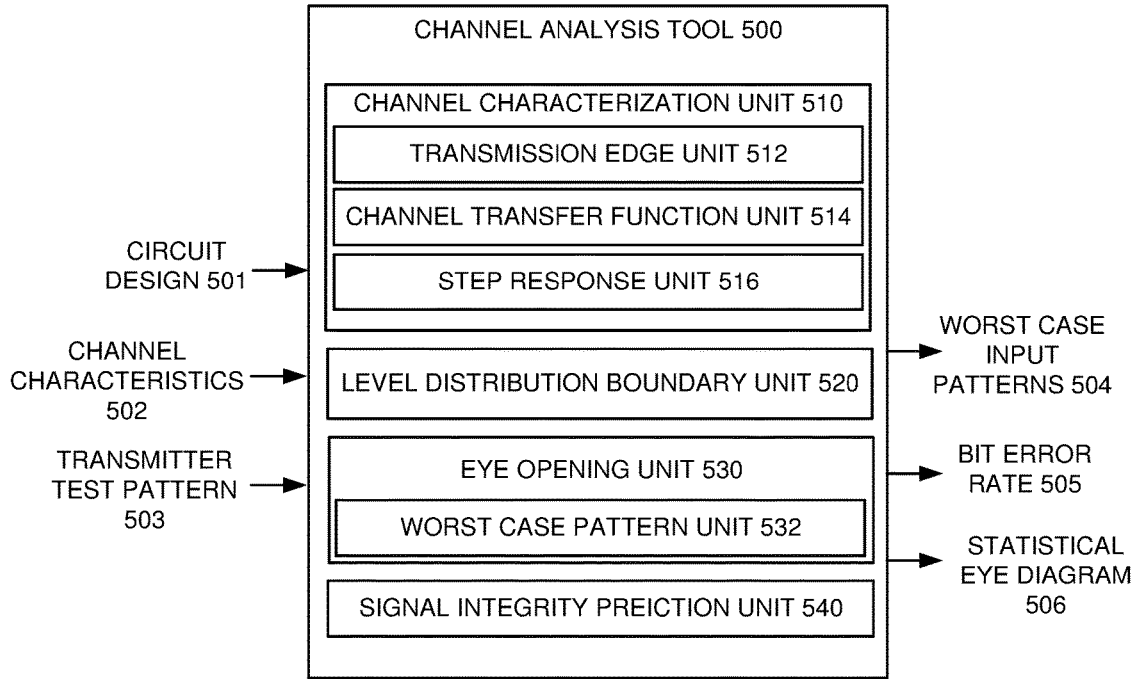 CHANNEL ANALYSIS TOOL 500
CHANNEL CHARACTERIZATION UNIT 510
TRANSMISSION EDGE UNIT 512
CHANNEL TRANSFER FUNCTION UNIT 514
STEP RESPONSE UNIT 516
LEVEL DISTRIBUTION BOUNDARY UNIT 520
EYE OPENING UNIT 530
WORST CASE PATTERN UNIT 532
SIGNAL INTEGRITY PREICTION UNIT 540
CIRCUIT
DESIGN 501
CHANNEL
CHARACTERISTICS
502
TRANSMITTER
TEST PATTERN
503
WORST CASE
INPUT
PATTERNS 504
BIT ERROR
RATE 505
STATISTICAL
EYE DIAGRAM
506